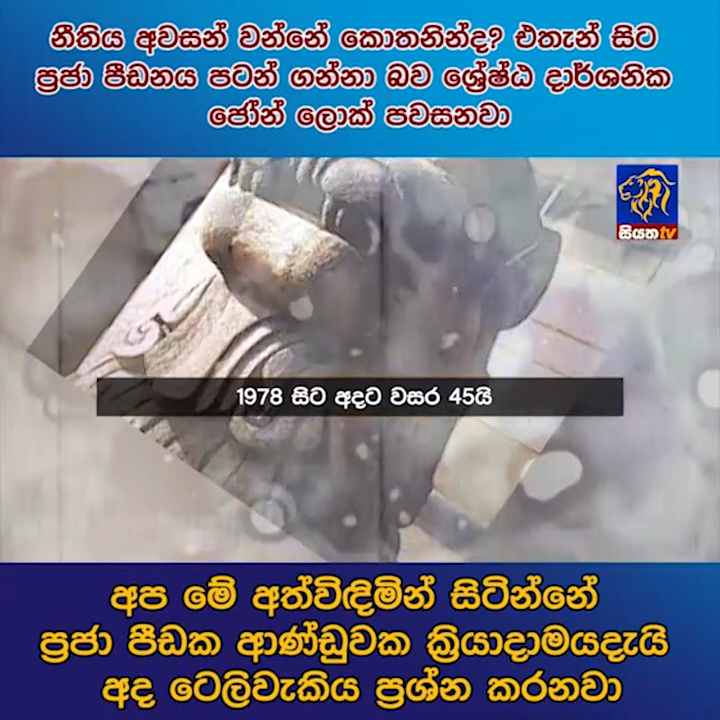 නීතිය අවසන් වන්නේ කොතනින්ද? එතැන් සිට
ප්‍රජා පීඩනය පටන් ගන්නා බව ශ්‍රේෂ්ඨ දාර්ශනික
ජෝන් ලොක් පවසනවා
සියත tv
1978 සිට අදට වසර 45යි
අප මේ අත්විඳිමින් සිටින්නේ
ප්‍රජා පීඩක ආණ්ඩුවක ක්‍රියාදාමයදැයි
අද ටෙලිවැකිය ප්‍රශ්න කරනවා